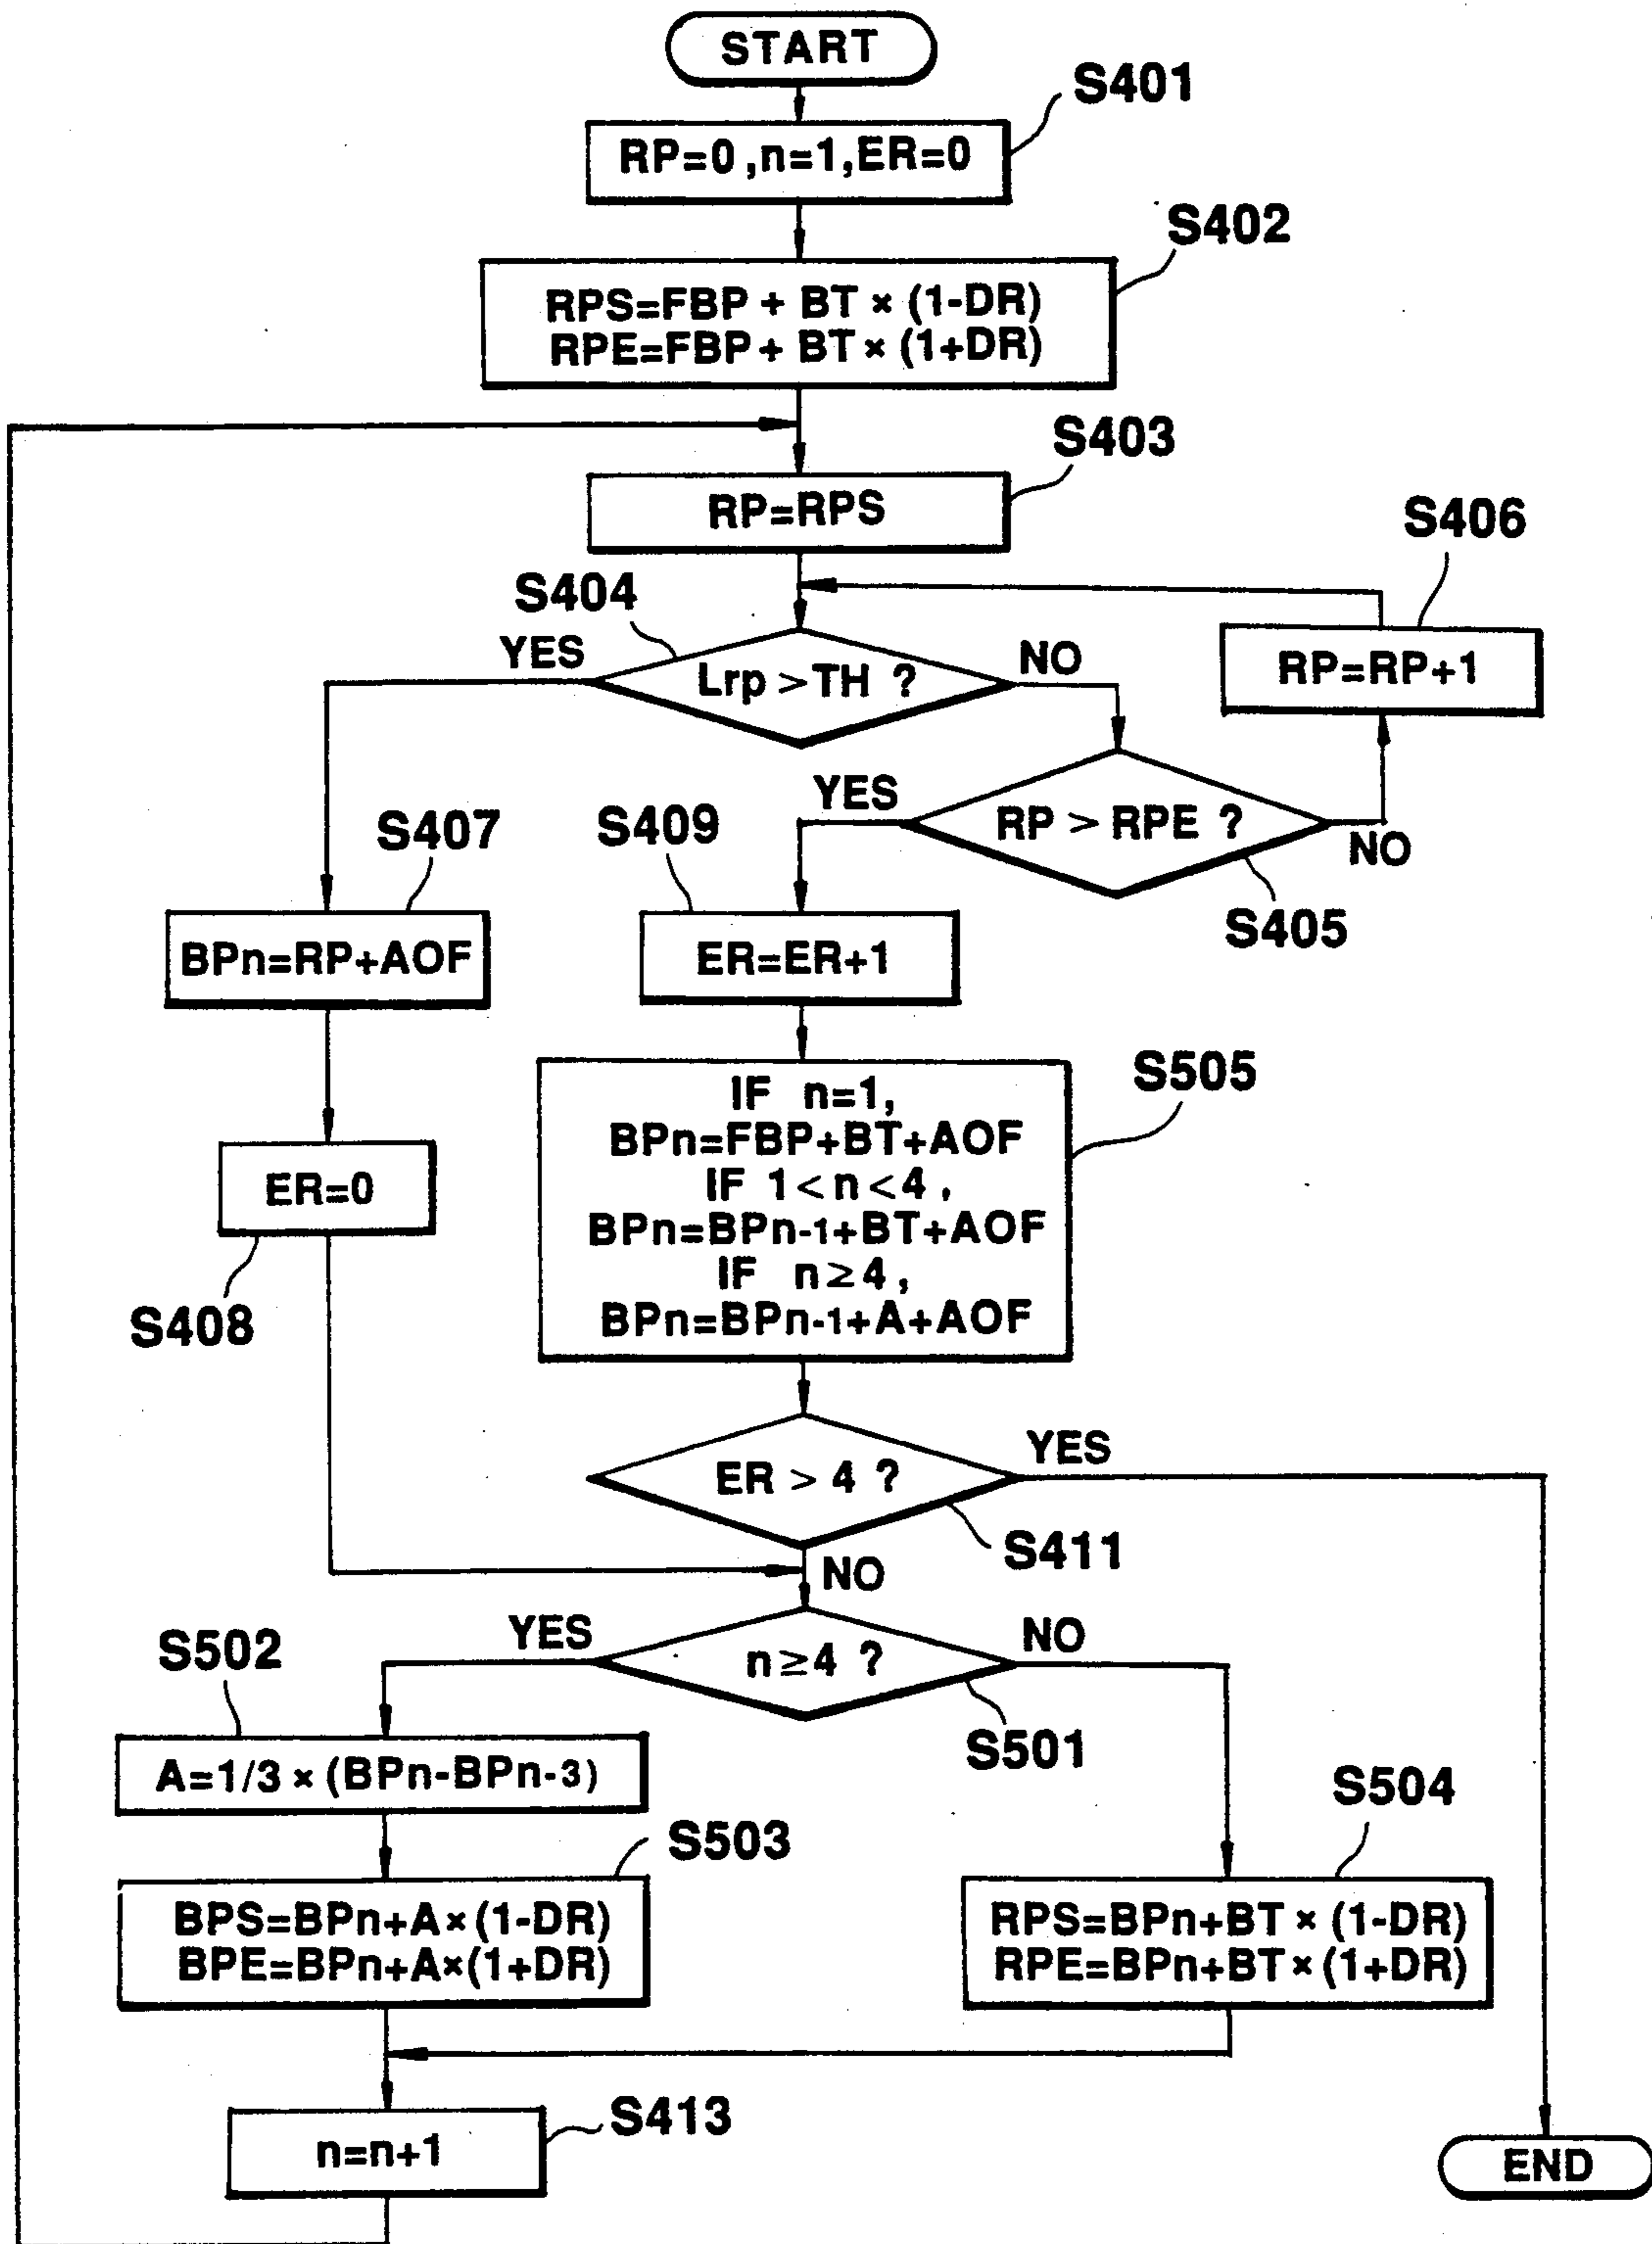 START
S401
RP=0 ,n=1,ER=0
S402
RPS=FBP + BT × (1-DR)
RPE=FBP + BT × (1+DR)
S403
RP=RPS
S406
S404
YES
NO
Lrp > TH ?
RP=RP+1
S407
S409
YES
RP > RPE ?
NO
S405
BPn=RP+AOF
ER=ER+1
S505
IF n=1,
BPn=FBP+BT+AOF
IF 1<n<4 ,
BPn=BPn-1+BT+AOF
IF n≥4 ,
BPn=BPn-1+A+AOF
ER=0
S408
YES
ER > 4 ?
S411
NO
S502
YES
NO
n≥4 ?
S501
A=1/3 × (BPn-BPn-3)
S504
S503
BPS=BPn+A×(1-DR)
BPE=BPn+A×(1+DR)
RPS=BPn+BT × (1-DR)
RPE=BPn+BT × (1+DR)
S413
n=n+1
END